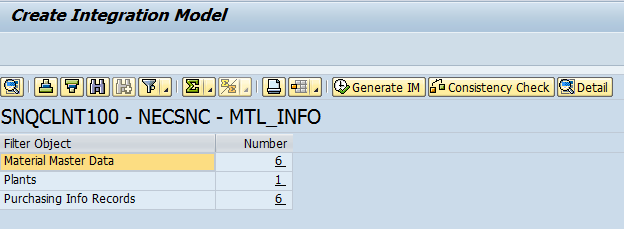 Create Integration Model
Generate IM Consistency Check Detail
SNQCLNT100 - NECSNC - MTL_INFO
Filter Object Number
Material Master Data 6
Plants 1
Purchasing Info Records 6